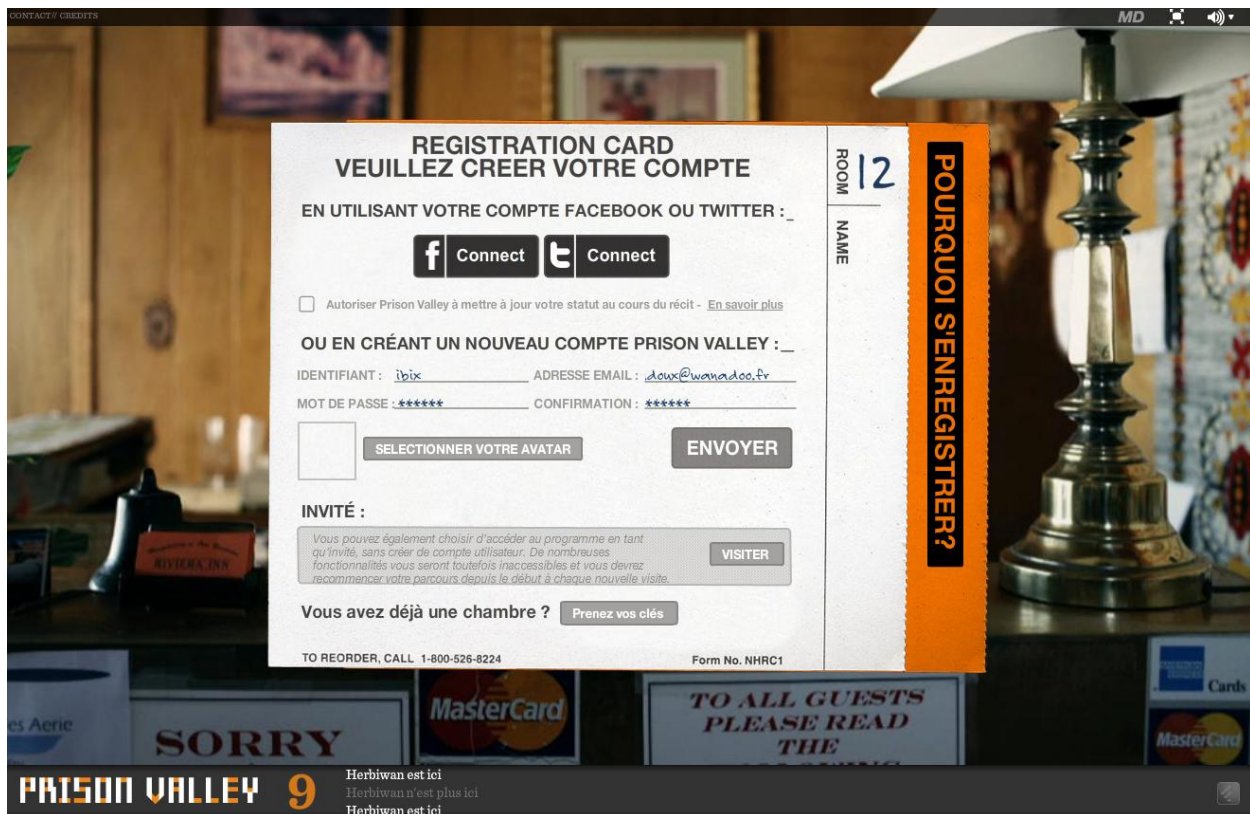 CONTACT// CREDITS
MD
REGISTRATION CARD
VEUILLEZ CREER VOTRE COMPTE
EN UTILISANT VOTRE COMPTE FACEBOOK OU TWITTER :_
f Connect
t Connect
Autoriser Prison Valley à mettre à jour votre statut au cours du récit - En savoir plus
OU EN CRÉANT UN NOUVEAU COMPTE PRISON VALLEY :_
IDENTIFIANT : ibix
ADRESSE EMAIL : .doux@wanadoo.fr
MOT DE PASSE : ******
CONFIRMATION : ******
SELECTIONNER VOTRE AVATAR
ENVOYER
INVITÉ :
Vous pouvez également choisir d'accéder au programme en tant
qu'invité, sans créer de compte utilisateur. De nombreuses
fonctionnalités vous seront toutefois inaccessibles et vous devrez
recommencer votre parcours depuis le début à chaque nouvelle visite.
VISITER
Vous avez déjà une chambre ? Prenez vos clés
TO REORDER, CALL 1-800-526-8224
Form No. NHRC1
ROOM 12
NAME
POURQUOI S'ENREGISTRER?
RIVIERA INN
es Aerie
SORRY
MasterCard
TO ALL GUESTS
PLEASE READ
THE
Cards
MasterCard
PRISON VALLEY 9
Herbiwan est ici
Herbiwan n'est plus ici
Herbiwan est ici